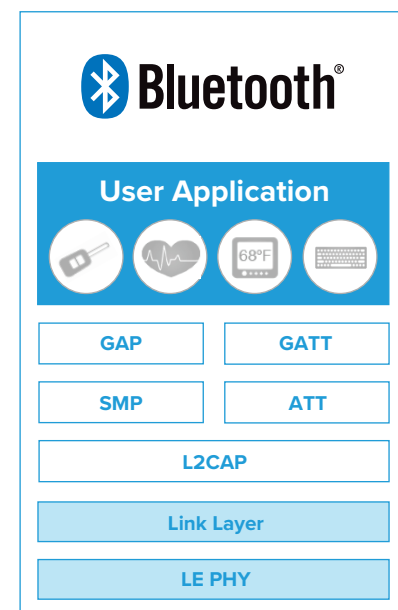 Bluetooth®
User Application
68°F
GAP
GATT
SMP
ATT
L2CAP
Link Layer
LE PHY